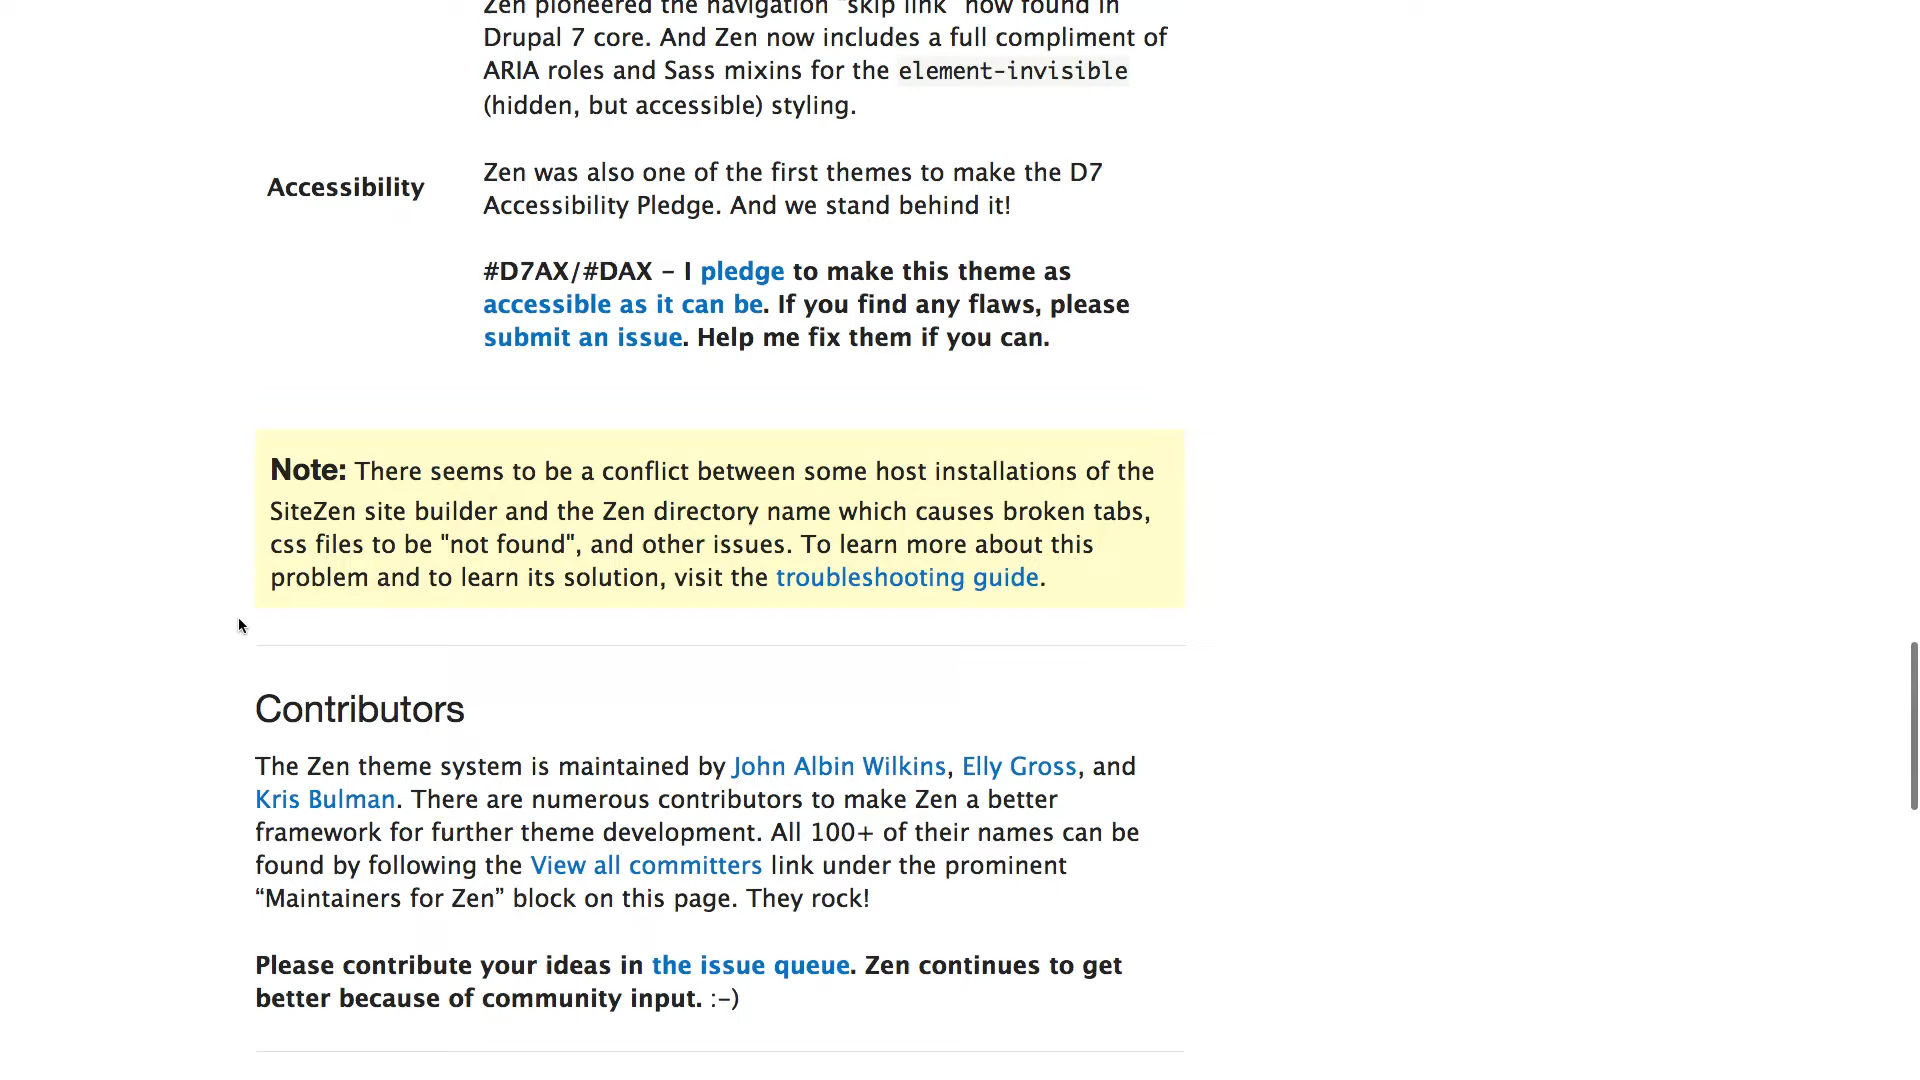 Zen pioneered the navigation "skip link" now found in
Drupal 7 core. And Zen now includes a full compliment of
ARIA roles and Sass mixins for the element-invisible
(hidden, but accessible) styling.
Accessibility
Zen was also one of the first themes to make the D7
Accessibility Pledge. And we stand behind it!
#D7AX/#DAX – I pledge to make this theme as
accessible as it can be. If you find any flaws, please
submit an issue. Help me fix them if you can.
Note: There seems to be a conflict between some host installations of the
SiteZen site builder and the Zen directory name which causes broken tabs,
css files to be "not found", and other issues. To learn more about this
problem and to learn its solution, visit the troubleshooting guide.
Contributors
The Zen theme system is maintained by John Albin Wilkins, Elly Gross, and
Kris Bulman. There are numerous contributors to make Zen a better
framework for further theme development. All 100+ of their names can be
found by following the View all committers link under the prominent
“Maintainers for Zen” block on this page. They rock!
Please contribute your ideas in the issue queue. Zen continues to get
better because of community input. :-)